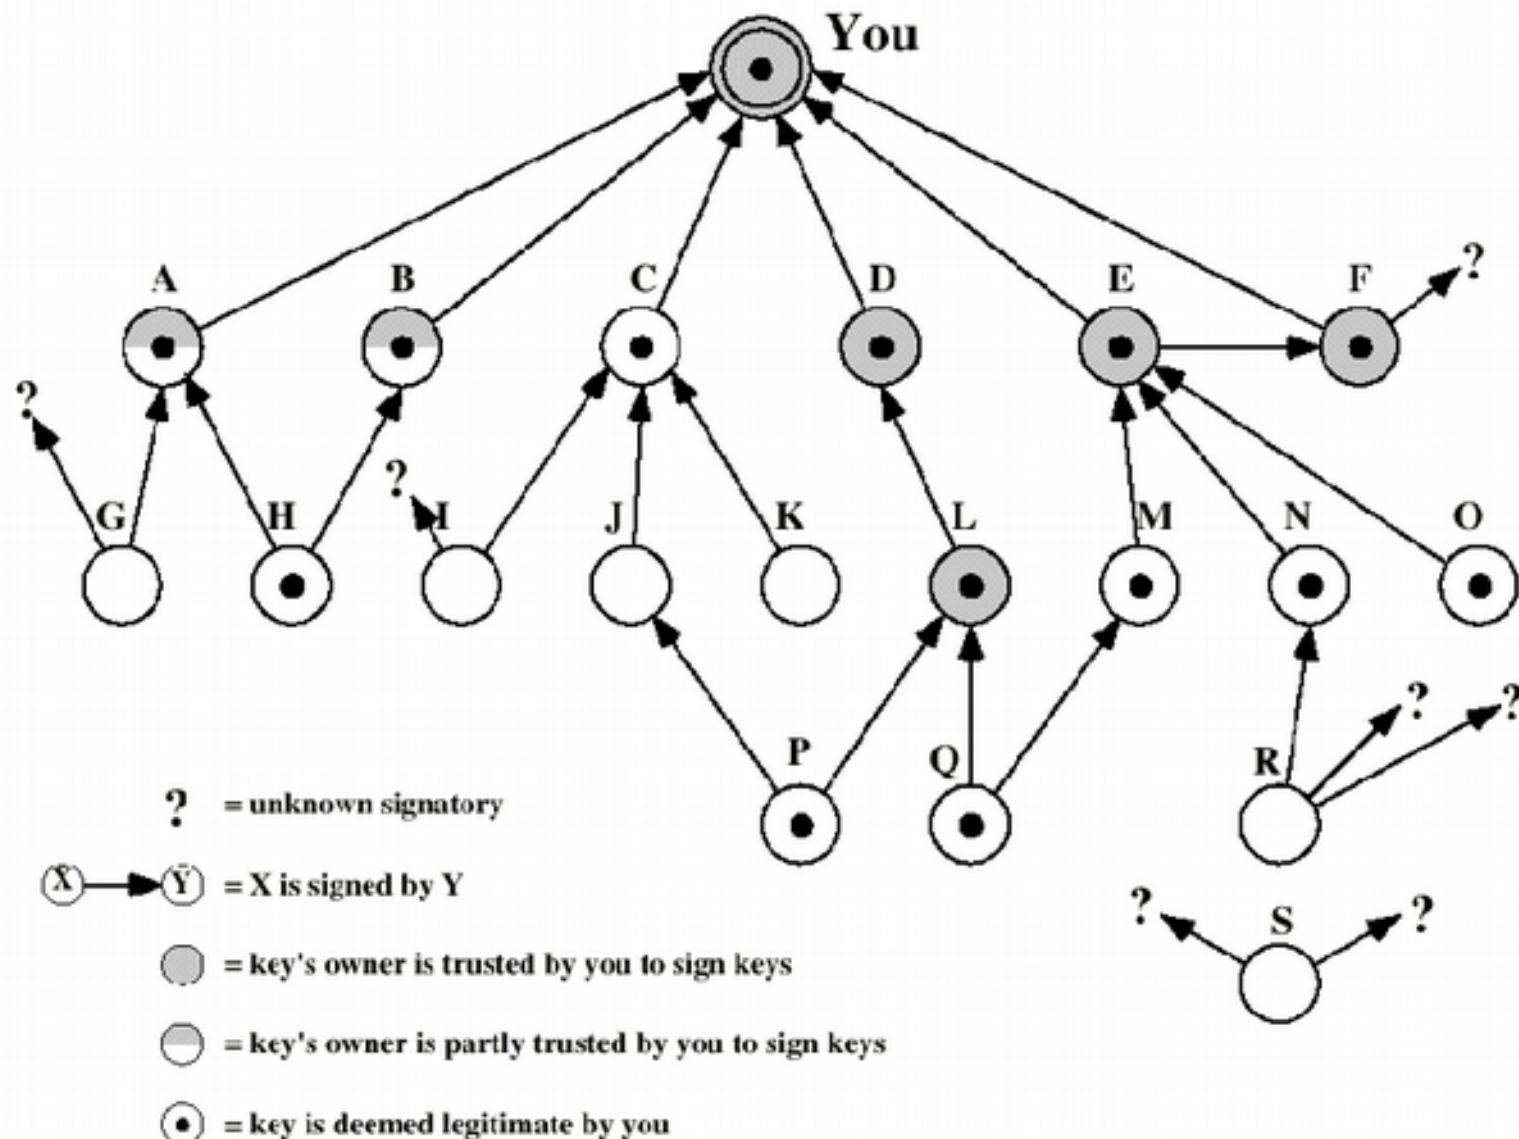 You
A B C D E F ?
?
?
G H I J K L M N O
? ?
P Q R
? = unknown signatory
X Y = X is signed by Y
? S ?
= key's owner is trusted by you to sign keys
= key's owner is partly trusted by you to sign keys
= key is deemed legitimate by you